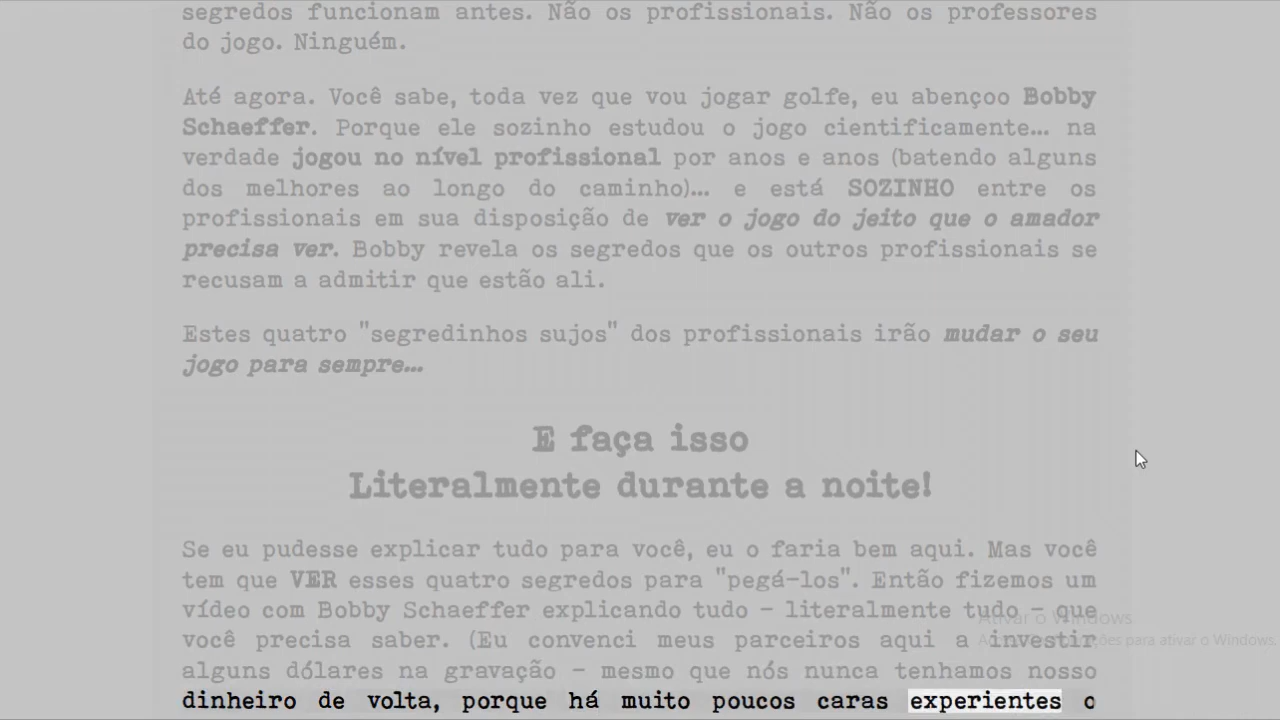 segredos funcionam antes. Não os profissionais. Não os professores
do jogo. Ninguém.
Até agora. Você sabe, toda vez que vou jogar golfe, eu abençoo Bobby
Schaeffer. Porque ele sozinho estudou o jogo cientificamente... na
verdade jogou no nível profissional por anos e anos (batendo alguns
dos melhores ao longo do caminho)... e está SOZINHO entre os
profissionais em sua disposição de ver o jogo do jeito que o amador
precisa ver. Bobby revela os segredos que os outros profissionais se
recusam a admitir que estão ali.
Estes quatro "segredinhos sujos" dos profissionais irão mudar o seu
jogo para sempre...
E faça isso
Literalmente durante a noite!
Se eu pudesse explicar tudo para você, eu o faria bem aqui. Mas você
tem que VER esses quatro segredos para "pegá-los". Então fizemos um
vídeo com Bobby Schaeffer explicando tudo – literalmente tudo – que
você precisa saber. (Eu convenci meus parceiros aqui a investir
alguns dólares na gravação – mesmo que nós nunca tenhamos nosso
dinheiro de volta, porque há muito poucos caras experientes o
Ativar o Windows
ções para ativar o Windows.